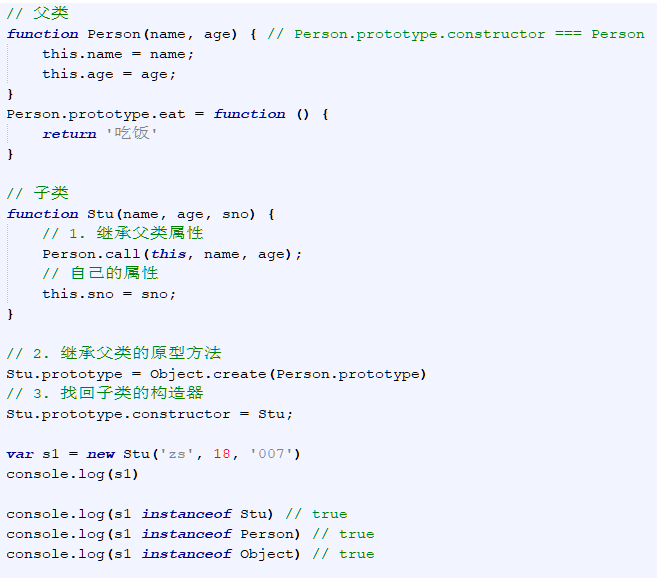 // 父类
function Person(name, age) { // Person.prototype.constructor === Person
    this.name = name;
    this.age = age;
}
Person.prototype.eat = function () {
    return '吃饭'
}

// 子类
function Stu(name, age, sno) {
    // 1. 继承父类属性
    Person.call(this, name, age);
    // 自己的属性
    this.sno = sno;
}

// 2. 继承父类的原型方法
Stu.prototype = Object.create(Person.prototype)
// 3. 找回子类的构造器
Stu.prototype.constructor = Stu;

var s1 = new Stu('zs', 18, '007')
console.log(s1)

console.log(s1 instanceof Stu) // true
console.log(s1 instanceof Person) // true
console.log(s1 instanceof Object) // true